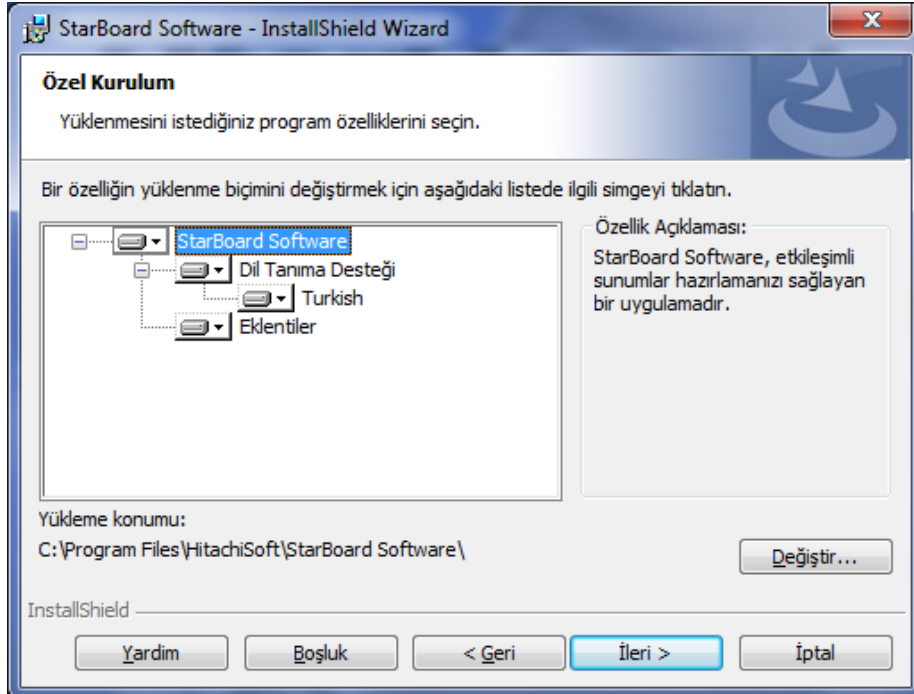 StarBoard Software - InstallShield Wizard
Özel Kurulum
Yüklenmesini istediğiniz program özelliklerini seçin.
Bir özelliğin yüklenme biçimini değiştirmek için aşağıdaki listede ilgili simgeyi tıklatın.
StarBoard Software
Dil Tanıma Desteği
Turkish
Eklentiler
Özellik Açıklaması:
StarBoard Software, etkileşimli
sunumlar hazırlamanızı sağlayan
bir uygulamadır.
Yükleme konumu:
C:\Program Files\HitachiSoft\StarBoard Software\
Değiştir...
InstallShield
Yardim
Boşluk
< Geri
İleri >
İptal